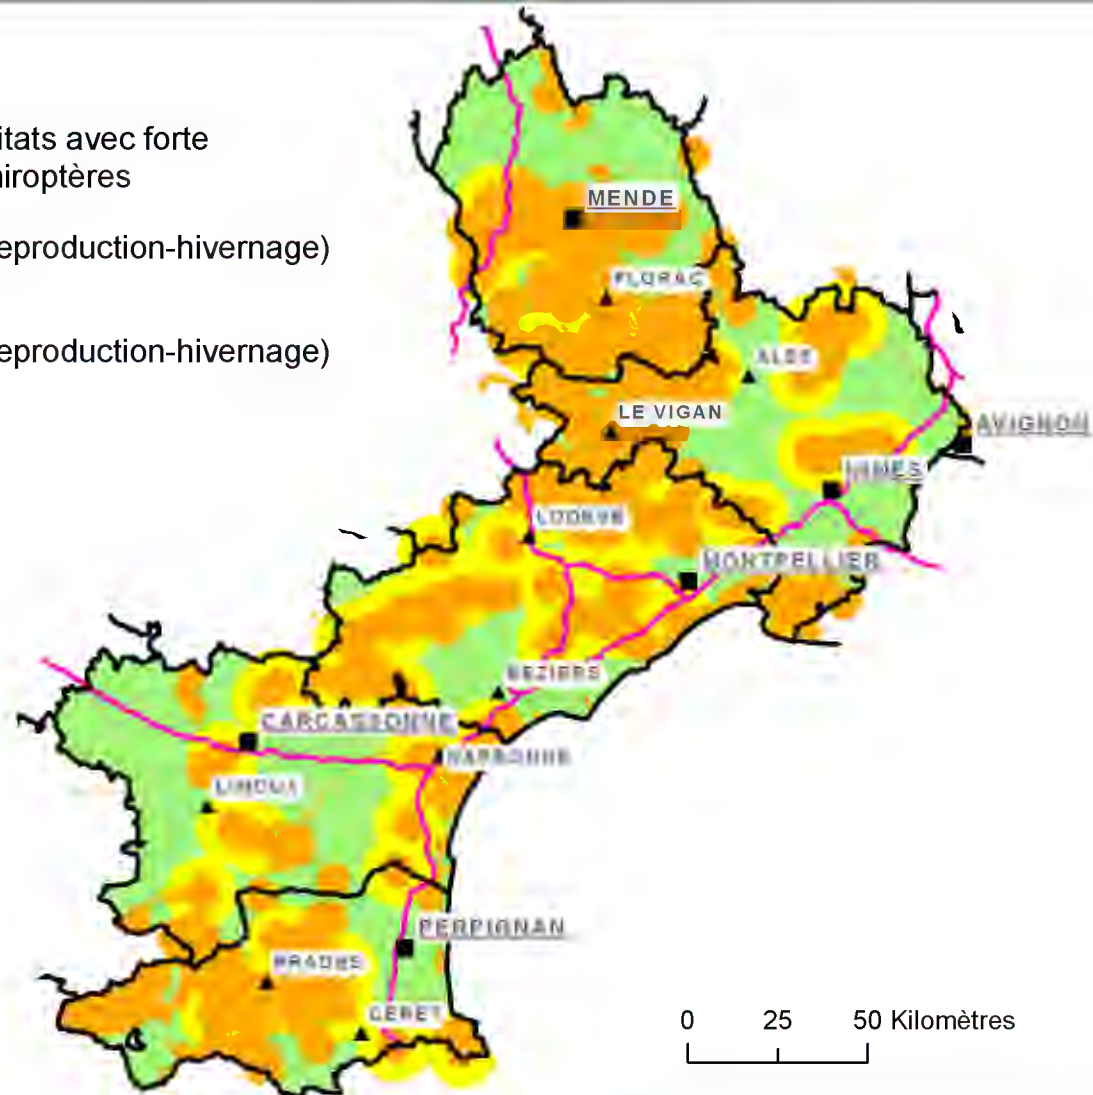 itats avec forte
iroptères
MENDE
eproduction-hivernage)
FLORAC
eproduction-hivernage)
ALES
LE VIGAN
AVIGNON
NIMES
LODEVE
MONTPELLIER
BEZIERS
CARCASSONNE
NARBONNE
LIMOUX
PERPIGNAN
PRADES
CERET
0 25 50 Kilomètres